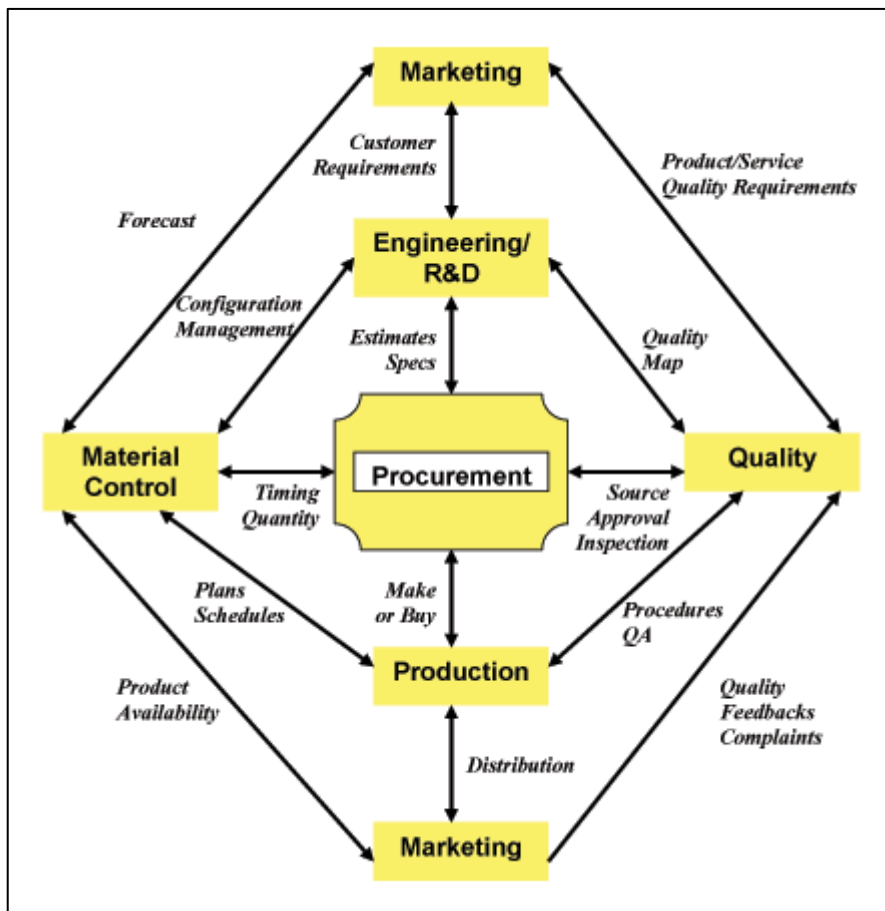 Marketing
Customer
Requirements
Product/Service
Quality Requirements
Forecast
Engineering/
R&D
Configuration
Management
Estimates
Specs
Quality
Map
Material
Control
Procurement
Quality
Timing
Quantity
Source
Approval
Inspection
Plans
Schedules
Make
or Buy
Procedures
QA
Production
Product
Availability
Quality
Feedbacks
Complaints
Distribution
Marketing